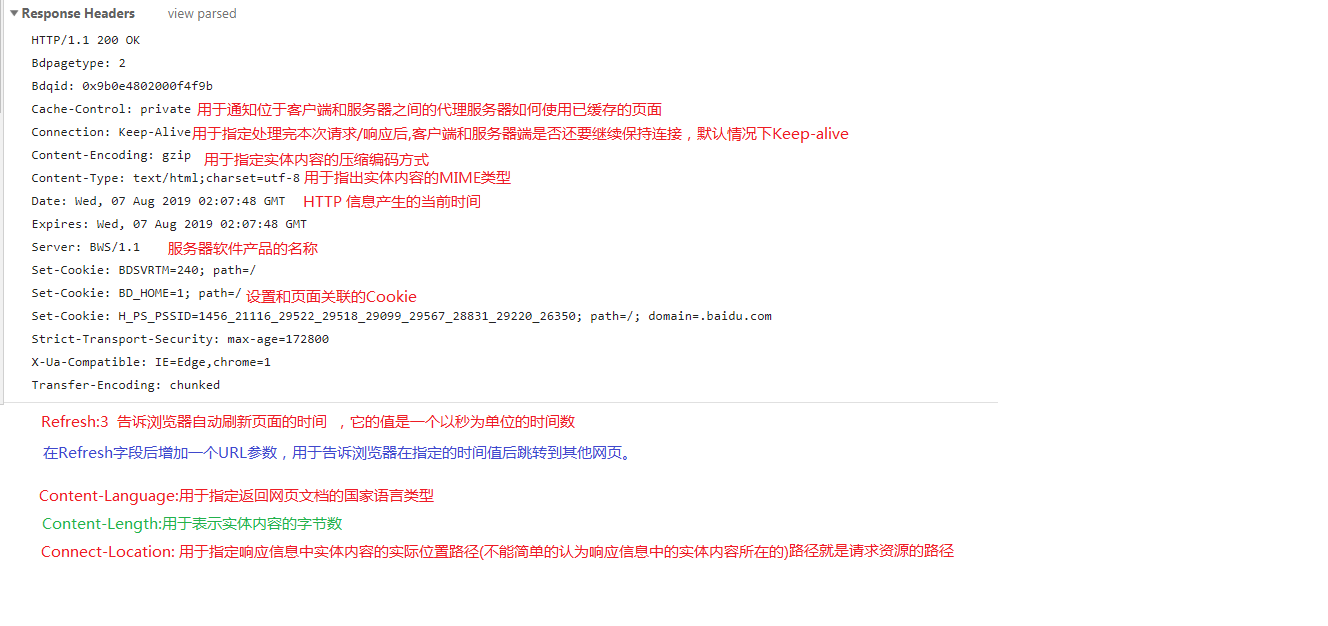 Response Headers view parsed
HTTP/1.1 200 OK
Bdpagetype: 2
Bdqid: 0x9b0e4802000f4f9b
Cache-Control: private 用于通知位于客户端和服务器之间的代理服务器如何使用已缓存的页面
Connection: Keep-Alive用于指定处理完本次请求/响应后,客户端和服务器端是否还要继续保持连接，默认情况下Keep-alive
Content-Encoding: gzip 用于指定实体内容的压缩编码方式
Content-Type: text/html;charset=utf-8 用于指出实体内容的MIME类型
Date: Wed, 07 Aug 2019 02:07:48 GMT HTTP 信息产生的当前时间
Expires: Wed, 07 Aug 2019 02:07:48 GMT
Server: BWS/1.1 服务器软件产品的名称
Set-Cookie: BDSVRTM=240; path=/
Set-Cookie: BD_HOME=1; path=/ 设置和页面关联的Cookie
Set-Cookie: H_PS_PSSID=1456_21116_29522_29518_29099_29567_28831_29220_26350; path=/; domain=.baidu.com
Strict-Transport-Security: max-age=172800
X-Ua-Compatible: IE=Edge,chrome=1
Transfer-Encoding: chunked
Refresh:3 告诉浏览器自动刷新页面的时间 ，它的值是一个以秒为单位的时间数
在Refresh字段后增加一个URL参数，用于告诉浏览器在指定的时间值后跳转到其他网页。
Content-Language:用于指定返回网页文档的国家语言类型
Content-Length:用于表示实体内容的字节数
Connect-Location: 用于指定响应信息中实体内容的实际位置路径(不能简单的认为响应信息中的实体内容所在的)路径就是请求资源的路径